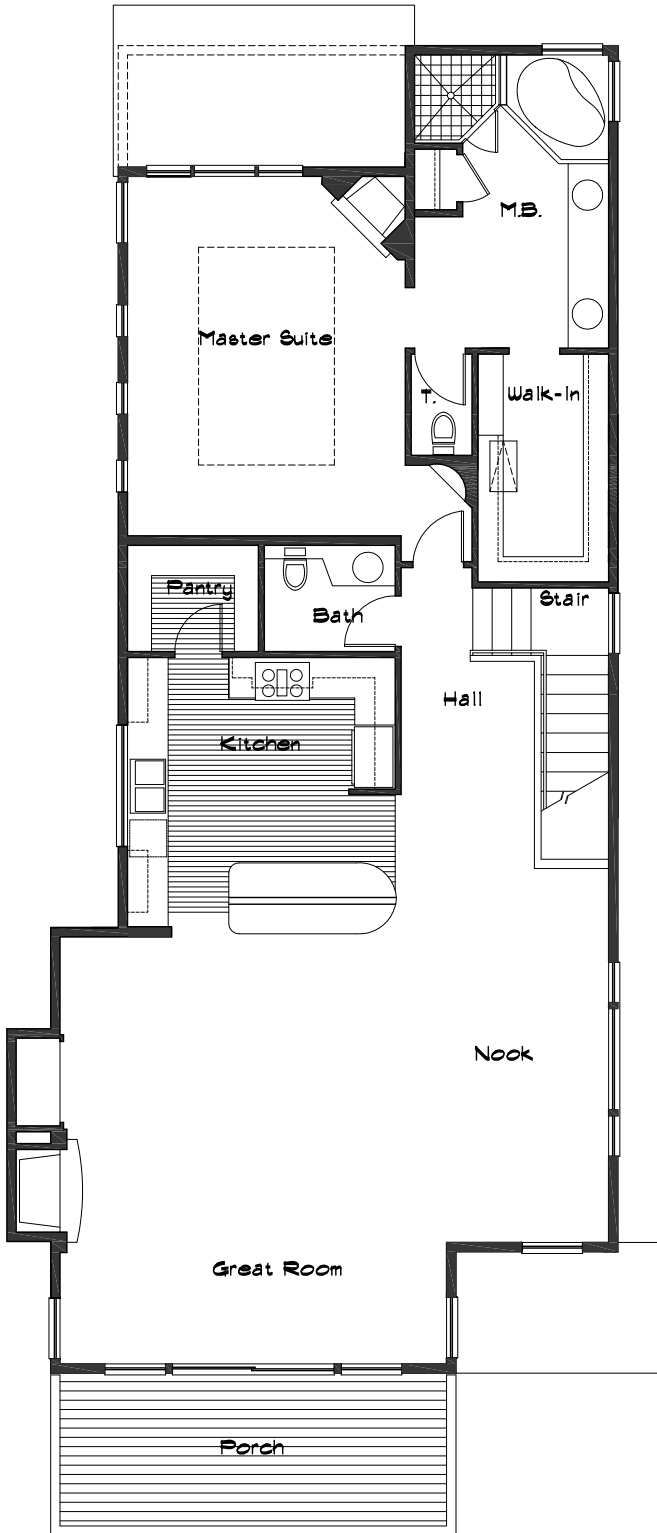 M.B.
Master Suite
T.
Walk-in
Pantry
Stair
Bath
Hall
Kitchen
Nook
Great Room
Porch